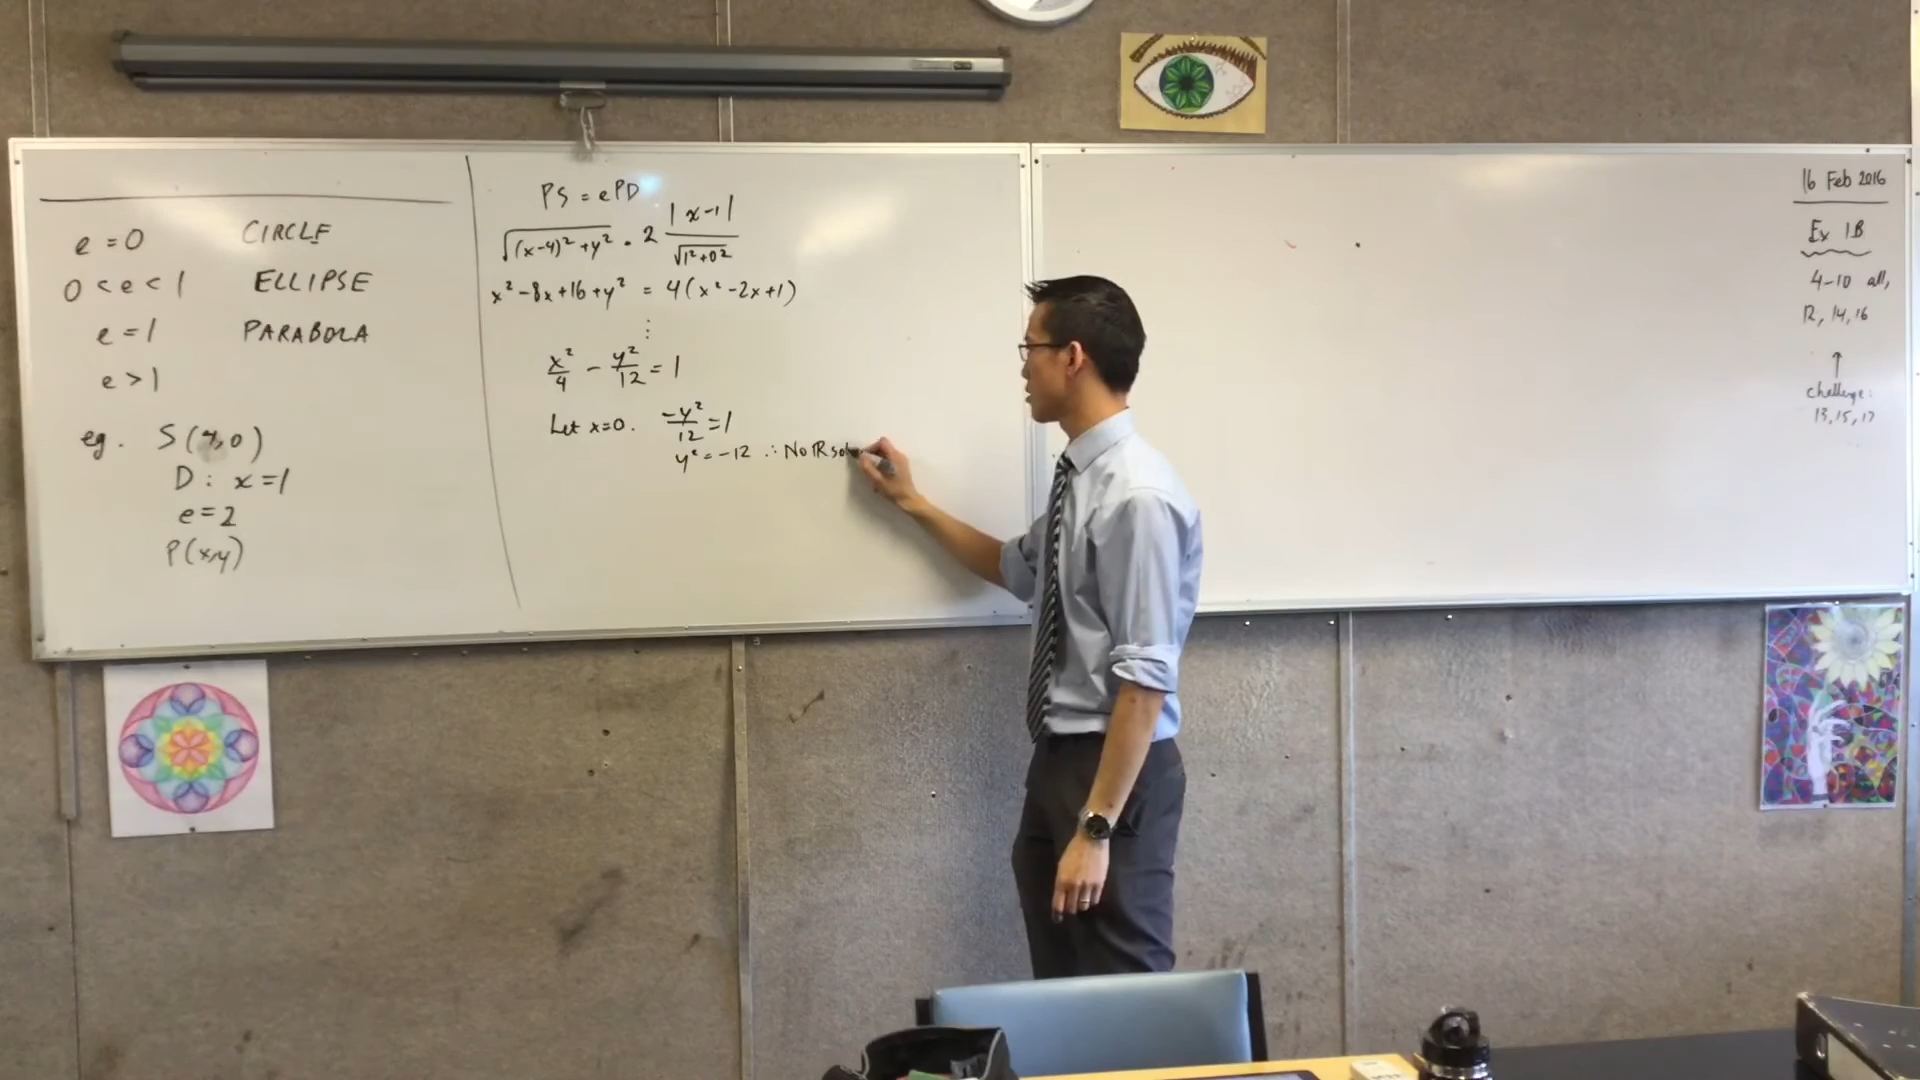 e = 0 CIRCLE
0 < e < 1 ELLIPSE
e = 1 PARABOLA
e > 1
eg. S(4,0)
D: x = 1
e = 2
P(x,y)
PS = ePD
√((x-4)² + y²) = 2 |x-1| / √(1²+0²)
x² - 8x + 16 + y² = 4(x² - 2x + 1)
⋮
x²/4 - y²/12 = 1
Let x=0. -y²/12 = 1
y² = -12 ∴ No ℝ sol
16 Feb 2016
Ex 1B
4-10 all,
12, 14, 16
↑
challenge:
13, 15, 17